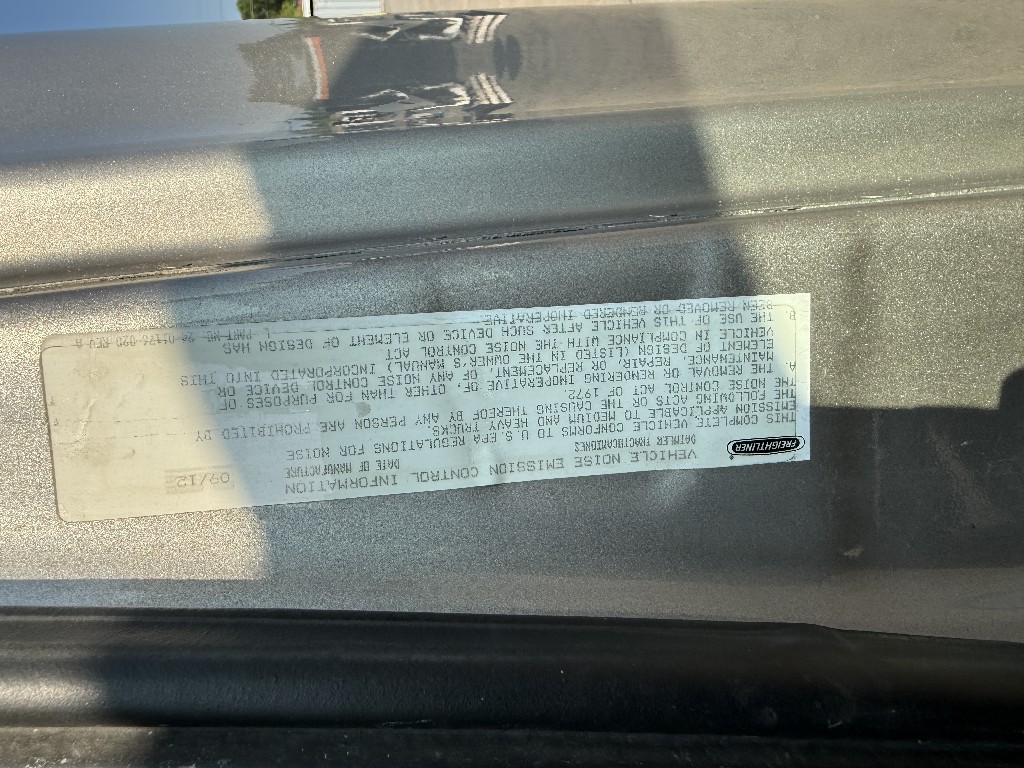 FREIGHTLINER
VEHICLE NOISE EMISSION CONTROL INFORMATION
DAIMLER TRUCKS
DATE OF MANUFACTURE 09/12
THIS COMPLETE VEHICLE CONFORMS TO U.S. EPA REGULATIONS FOR NOISE
EMISSION APPLICABLE TO MEDIUM AND HEAVY TRUCKS.
THE FOLLOWING ACTS OR THE CAUSING THEREOF BY ANY PERSON ARE PROHIBITED BY
THE NOISE CONTROL ACT OF 1972
A. THE REMOVAL OR RENDERING INOPERATIVE, OTHER THAN FOR PURPOSES OF
MAINTENANCE, REPAIR, OR REPLACEMENT, OF ANY NOISE CONTROL DEVICE OR
ELEMENT OF DESIGN (LISTED IN THE OWNER'S MANUAL) INCORPORATED INTO THIS
VEHICLE IN COMPLIANCE WITH THE NOISE CONTROL ACT
B. THE USE OF THIS VEHICLE AFTER SUCH DEVICE OR ELEMENT OF DESIGN HAS
BEEN REMOVED OR RENDERED INOPERATIVE.
PART NO. REV A